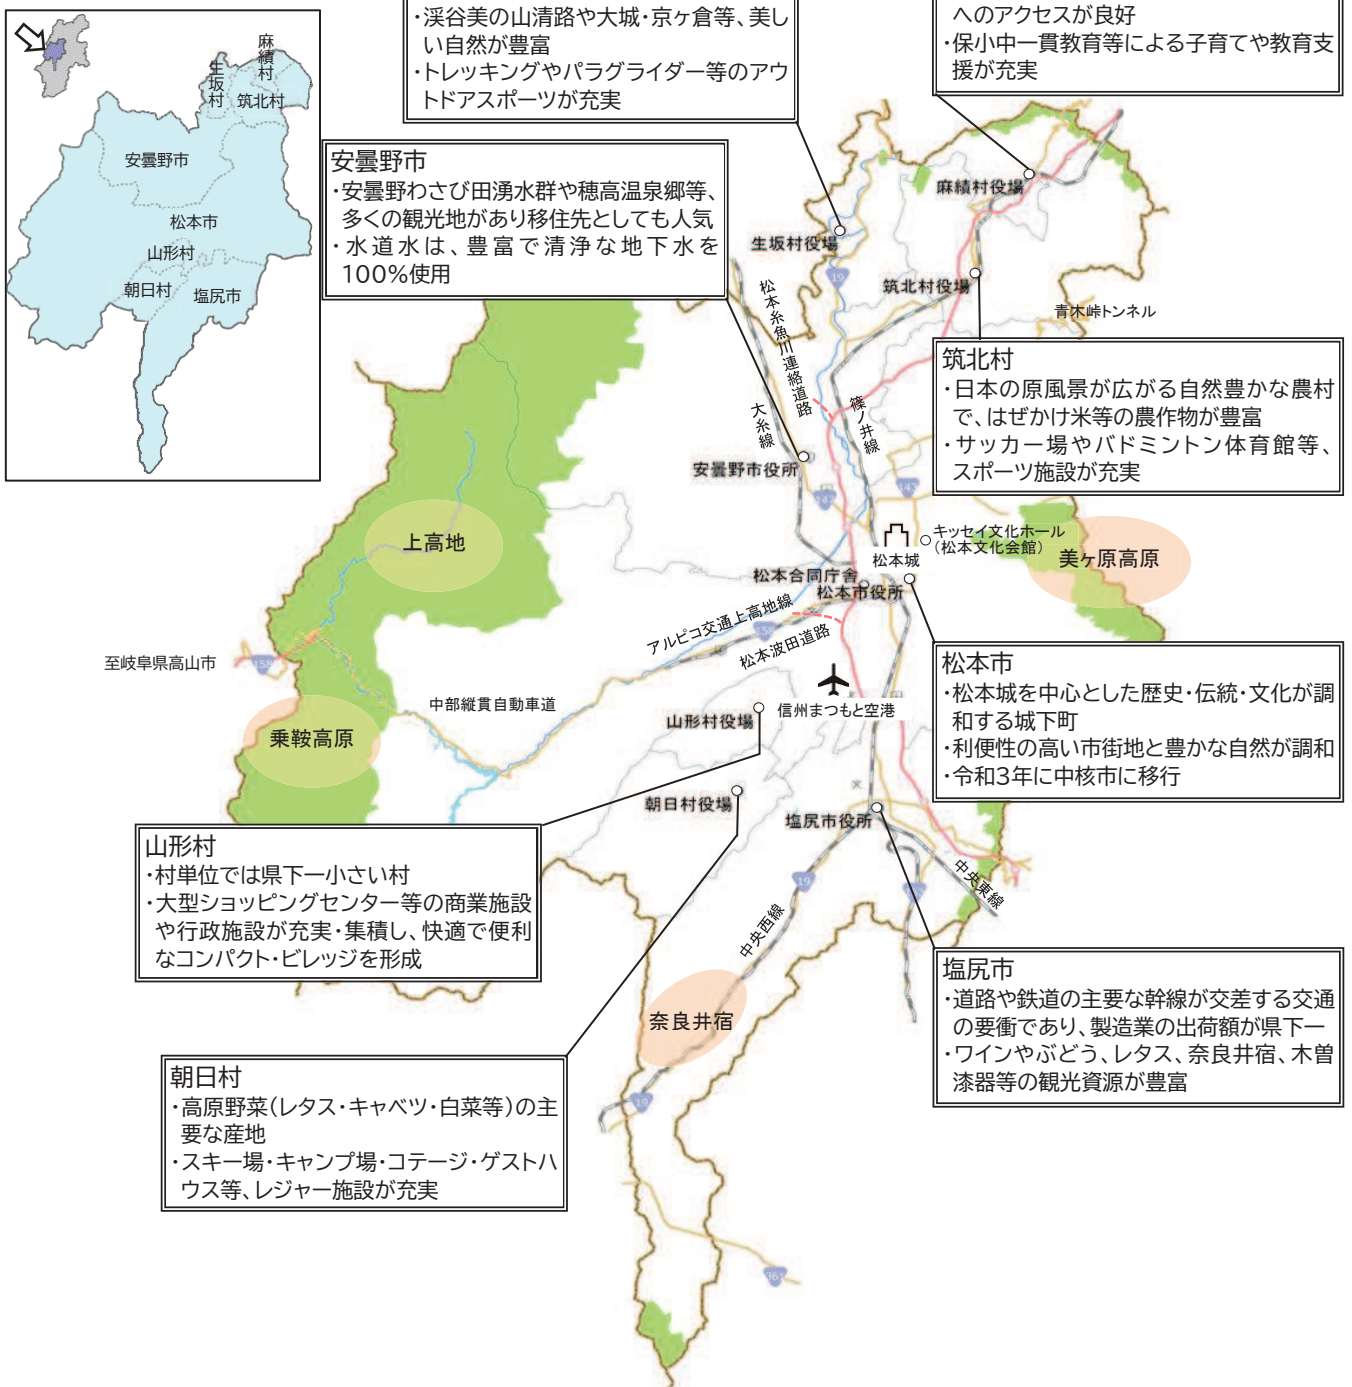 ・渓谷美の山清路や大城・京ヶ倉等、美し
い自然が豊富
・トレッキングやパラグライダー等のアウ
トドアスポーツが充実
へのアクセスが良好
・保小中一貫教育等による子育てや教育支
援が充実
麻績村
生坂村
筑北村
安曇野市
松本市
山形村
朝日村
塩尻市
安曇野市
・安曇野わさび田湧水群や穂高温泉郷等、
多くの観光地があり移住先としても人気
・水道水は、豊富で清浄な地下水を
100%使用
麻績村役場
生坂村役場
19
筑北村役場
青木峠トンネル
松本糸魚川連絡道路
大糸線
篠ノ井線
筑北村
・日本の原風景が広がる自然豊かな農村
で、はぜかけ米等の農作物が豊富
・サッカー場やバドミントン体育館等、
スポーツ施設が充実
安曇野市役所
147
143
上高地
キッセイ文化ホール
(松本文化会館)
松本城
美ヶ原高原
松本合同庁舎
松本市役所
アルピコ交通上高地線
158
松本波田道路
至岐阜県高山市
158
中部縦貫自動車道
乗鞍高原
信州まつもと空港
山形村役場
松本市
・松本城を中心とした歴史・伝統・文化が調
和する城下町
・利便性の高い市街地と豊かな自然が調和
・令和3年に中核市に移行
朝日村役場
塩尻市役所
山形村
・村単位では県下一小さい村
・大型ショッピングセンター等の商業施設
や行政施設が充実・集積し、快適で便利
なコンパクト・ビレッジを形成
19
中央東線
中央西線
塩尻市
・道路や鉄道の主要な幹線が交差する交通
の要衝であり、製造業の出荷額が県下一
・ワインやぶどう、レタス、奈良井宿、木曽
漆器等の観光資源が豊富
奈良井宿
朝日村
・高原野菜(レタス・キャベツ・白菜等)の主
要な産地
・スキー場・キャンプ場・コテージ・ゲストハ
ウス等、レジャー施設が充実
19
361